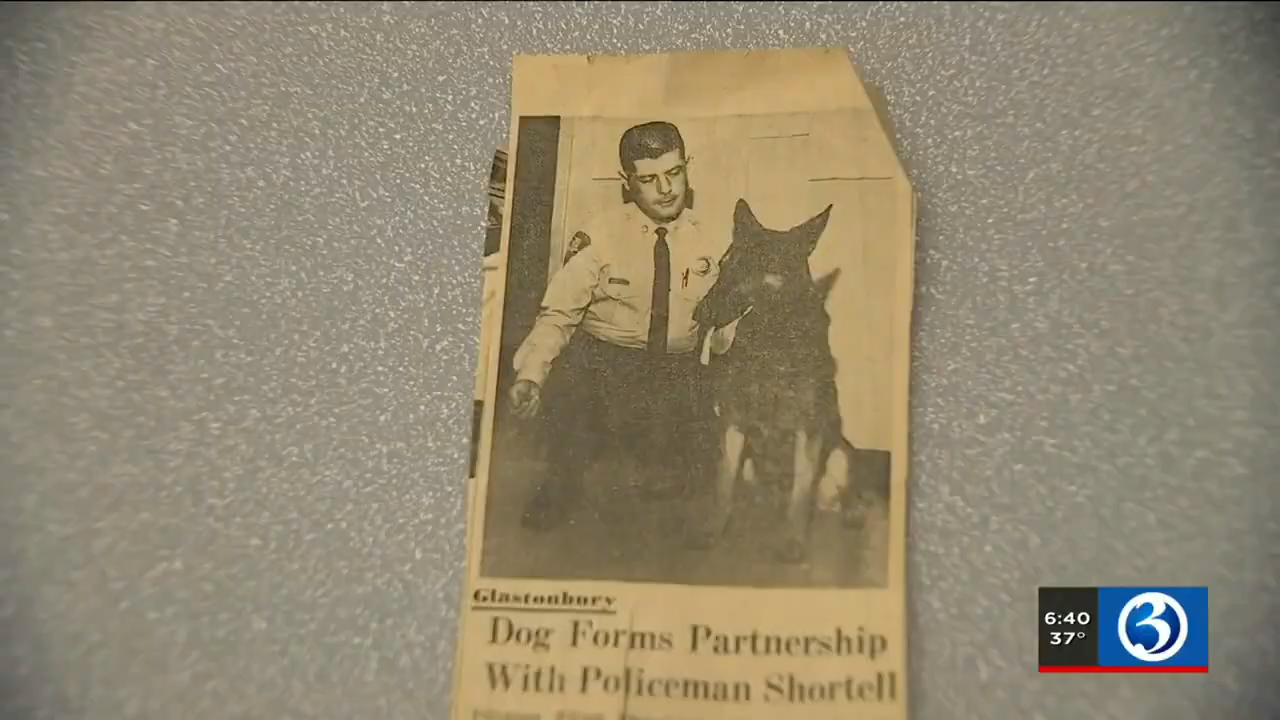 Glastonbury
Dog Forms Partnership
With Policeman Shortell
6:40
37°
3